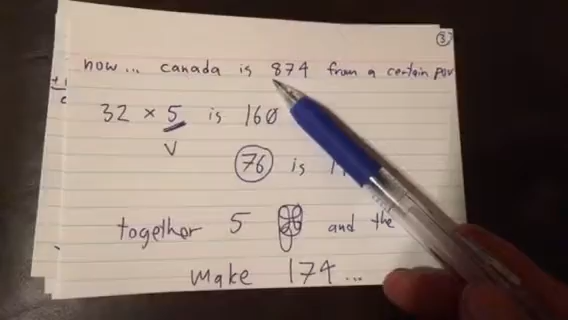 3
now... canada is 874 from a certain
32 × 5 is 160
V
76 is
together 5 and the
make 174...